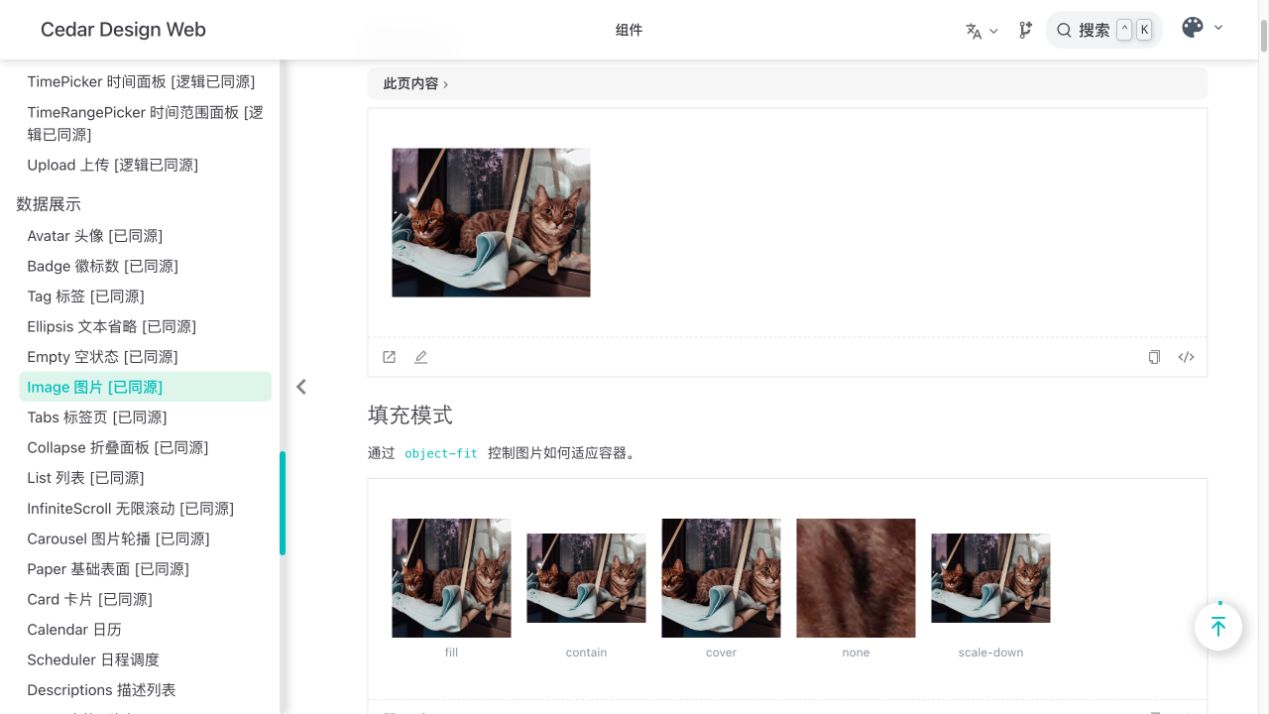 Cedar Design Web
组件
搜索 ^ K
TimePicker 时间面板 [逻辑已同源]
TimeRangePicker 时间范围面板 [逻
辑已同源]
Upload 上传 [逻辑已同源]
数据展示
Avatar 头像 [已同源]
Badge 徽标数 [已同源]
Tag 标签 [已同源]
Ellipsis 文本省略 [已同源]
Empty 空状态 [已同源]
Image 图片 [已同源]
Tabs 标签页 [已同源]
Collapse 折叠面板 [已同源]
List 列表 [已同源]
InfiniteScroll 无限滚动 [已同源]
Carousel 图片轮播 [已同源]
Paper 基础表面 [已同源]
Card 卡片 [已同源]
Calendar 日历
Scheduler 日程调度
Descriptions 描述列表
此页内容 ›
填充模式
通过 object-fit 控制图片如何适应容器。
fill
contain
cover
none
scale-down